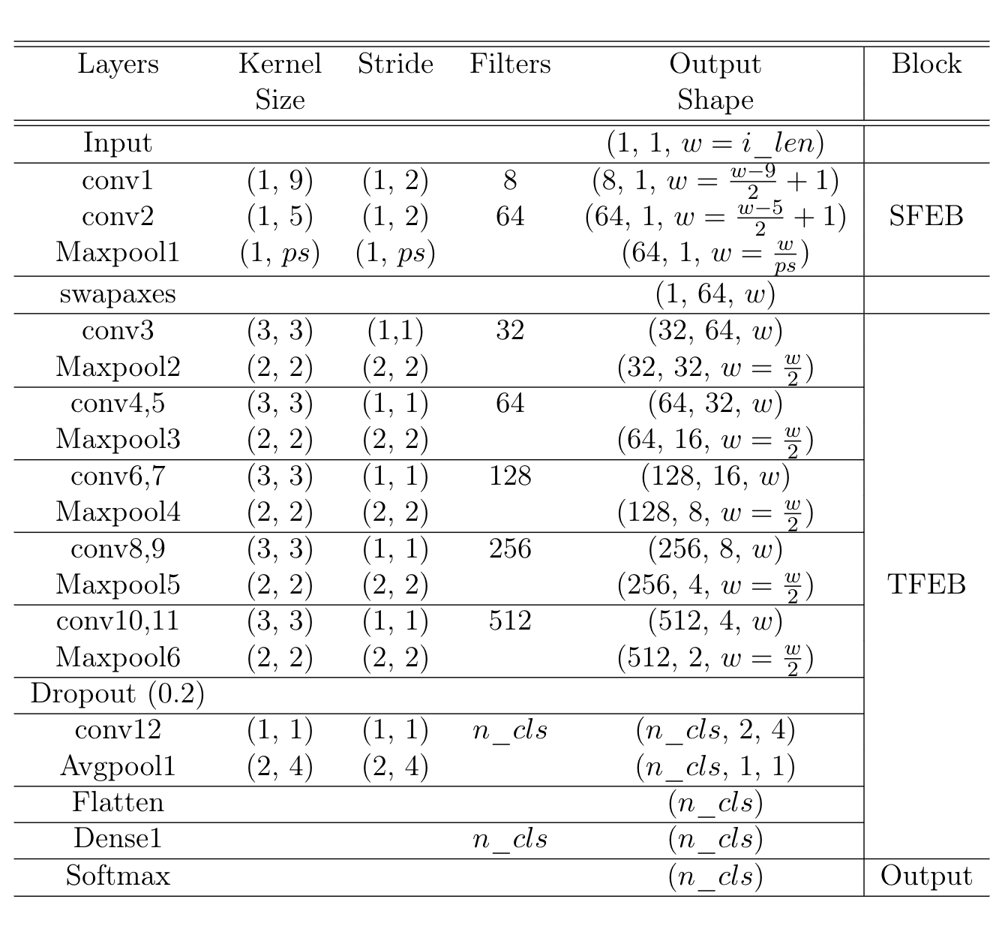 Layers Kernel Size Stride Filters Output Shape Block
Input (1, 1, w = i_len)
conv1 (1, 9) (1, 2) 8 (8, 1, w = \frac{w-9}{2} + 1)
conv2 (1, 5) (1, 2) 64 (64, 1, w = \frac{w-5}{2} + 1) SFEB
Maxpool1 (1, ps) (1, ps) (64, 1, w = \frac{w}{ps})
swapaxes (1, 64, w)
conv3 (3, 3) (1,1) 32 (32, 64, w)
Maxpool2 (2, 2) (2, 2) (32, 32, w = \frac{w}{2})
conv4,5 (3, 3) (1, 1) 64 (64, 32, w)
Maxpool3 (2, 2) (2, 2) (64, 16, w = \frac{w}{2})
conv6,7 (3, 3) (1, 1) 128 (128, 16, w)
Maxpool4 (2, 2) (2, 2) (128, 8, w = \frac{w}{2})
conv8,9 (3, 3) (1, 1) 256 (256, 8, w)
Maxpool5 (2, 2) (2, 2) (256, 4, w = \frac{w}{2}) TFEB
conv10,11 (3, 3) (1, 1) 512 (512, 4, w)
Maxpool6 (2, 2) (2, 2) (512, 2, w = \frac{w}{2})
Dropout (0.2)
conv12 (1, 1) (1, 1) n_cls (n_cls, 2, 4)
Avgpool1 (2, 4) (2, 4) (n_cls, 1, 1)
Flatten (n_cls)
Dense1 n_cls (n_cls)
Softmax (n_cls) Output